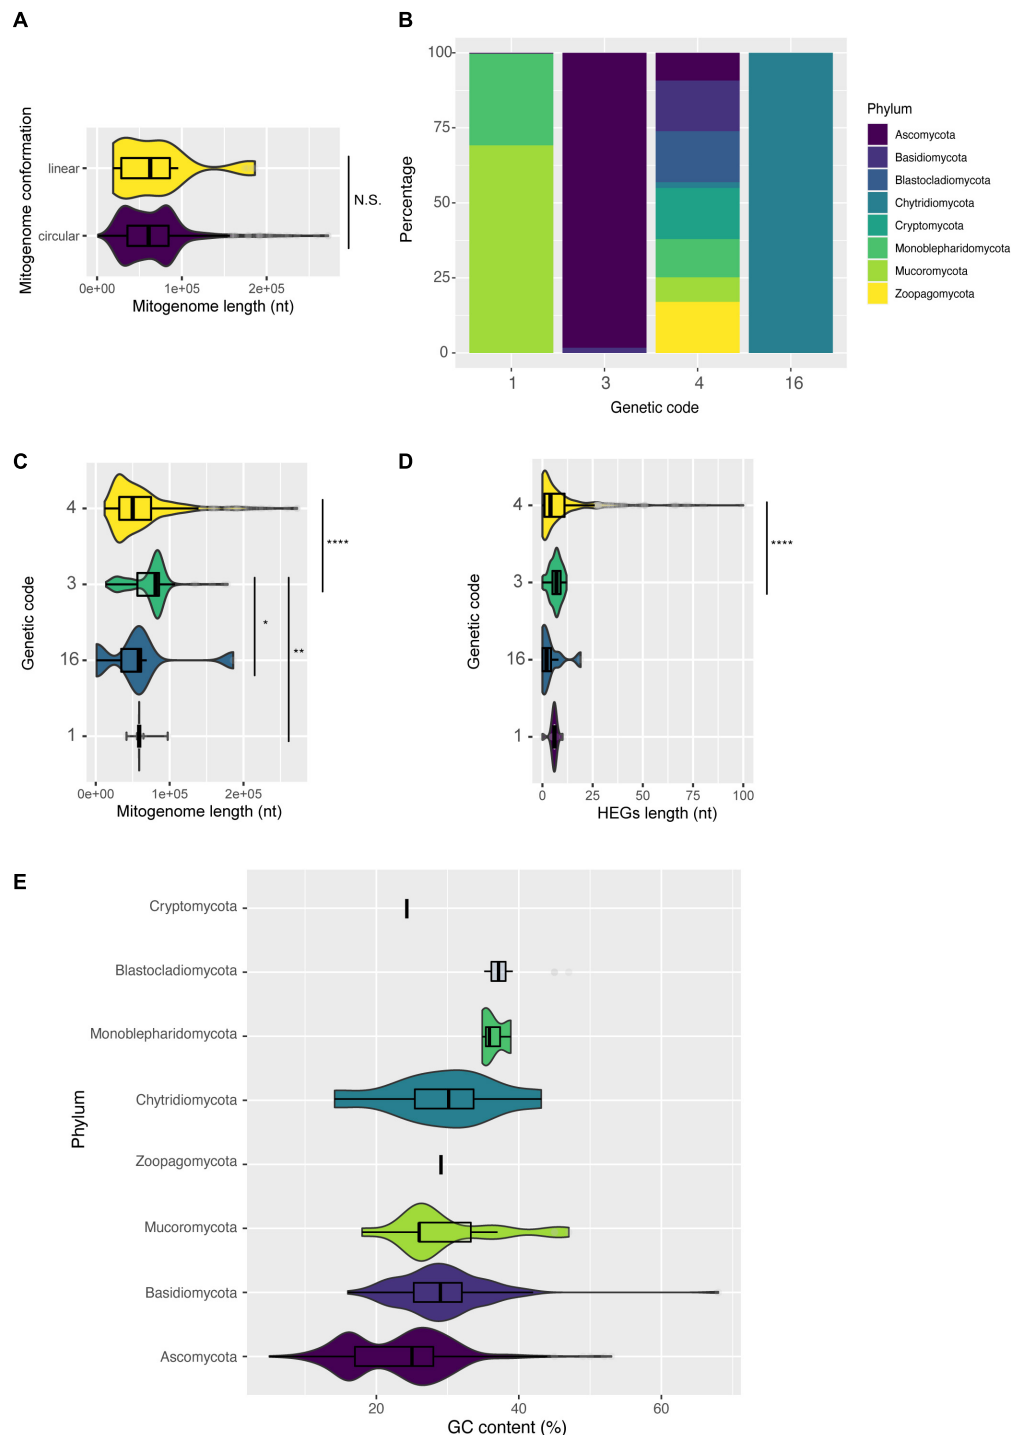 A
Mitogenome conformation
linear
circular
N.S.
0e+00 1e+05 2e+05
Mitogenome length (nt)
B
Percentage
100
75
50
25
0
1 3 4 16
Genetic code
Phylum
Ascomycota
Basidiomycota
Blastocladiomycota
Chytridiomycota
Cryptomycota
Monoblepharidomycota
Mucoromycota
Zoopagomycota
C
Genetic code
4
3
16
1
****
*
**
0e+00 1e+05 2e+05
Mitogenome length (nt)
D
Genetic code
4
3
16
1
****
0 25 50 75 100
HEGs length (nt)
E
Phylum
Cryptomycota
Blastocladiomycota
Monoblepharidomycota
Chytridiomycota
Zoopagomycota
Mucoromycota
Basidiomycota
Ascomycota
20 40 60
GC content (%)